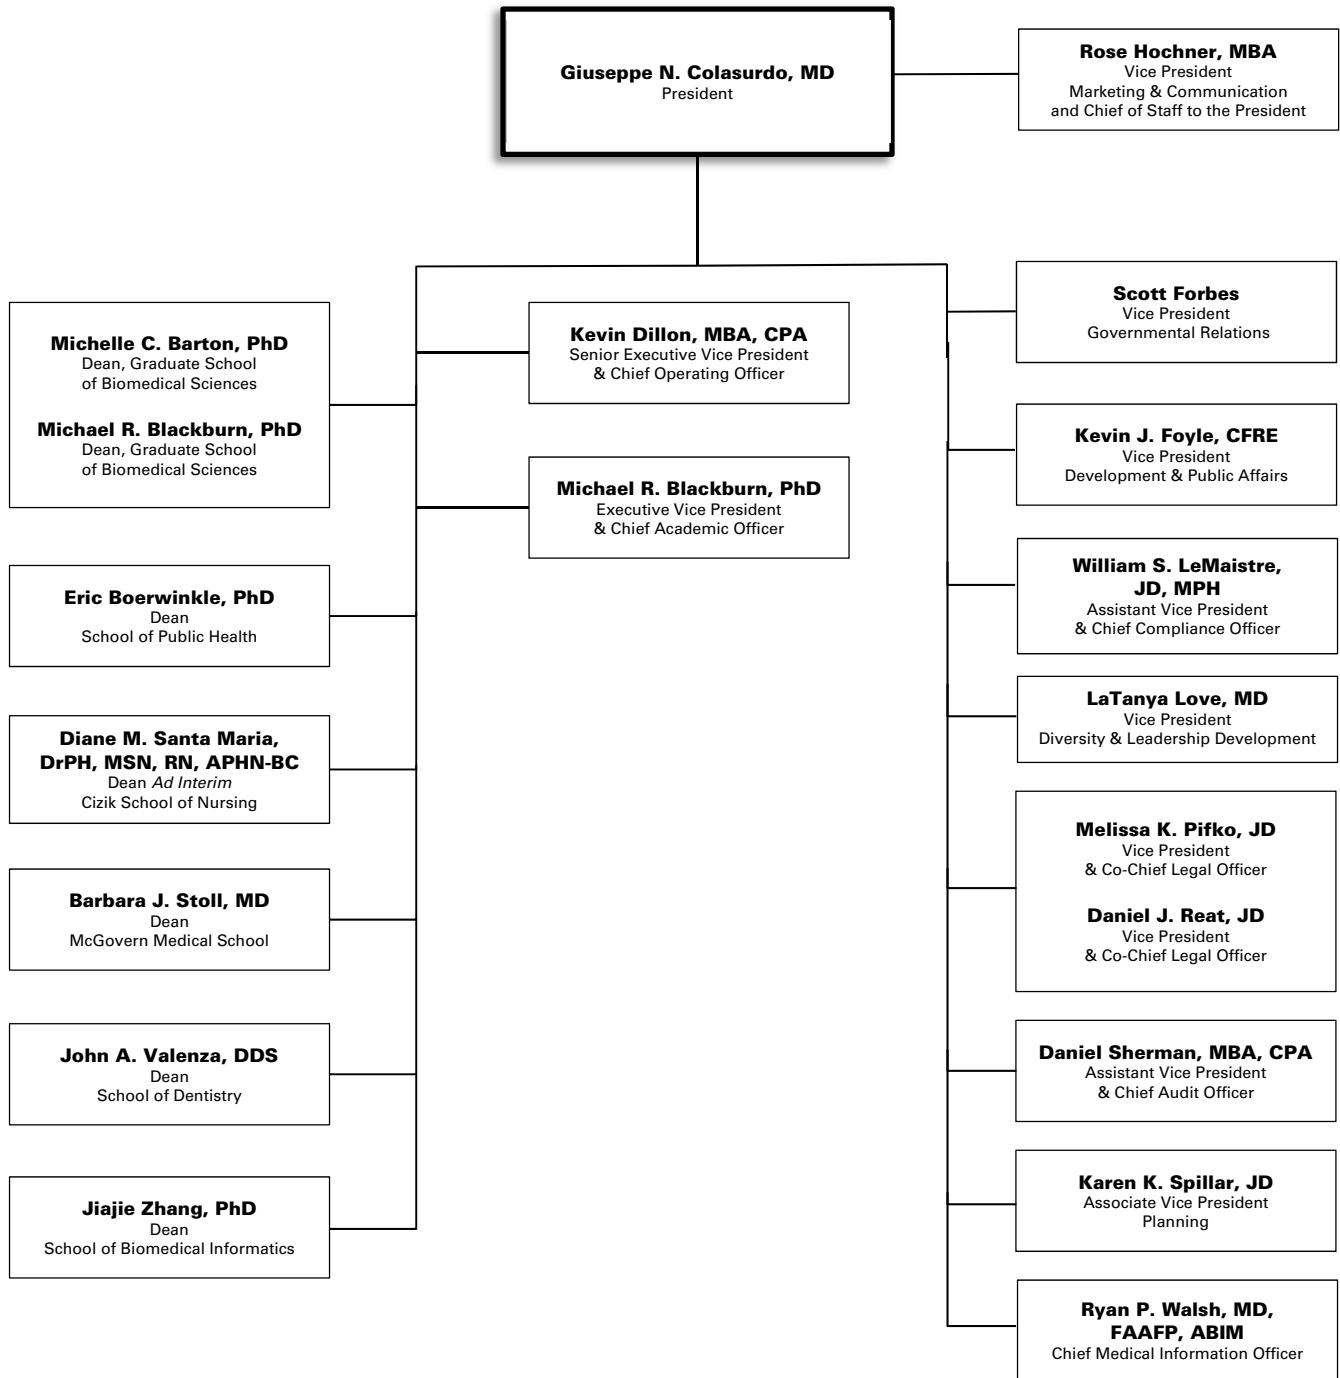 Giuseppe N. Colasurdo, MD
President
Rose Hochner, MBA
Vice President
Marketing & Communication
and Chief of Staff to the President
Michelle C. Barton, PhD
Dean, Graduate School
of Biomedical Sciences
Michael R. Blackburn, PhD
Dean, Graduate School
of Biomedical Sciences
Eric Boerwinkle, PhD
Dean
School of Public Health
Diane M. Santa Maria,
DrPH, MSN, RN, APHN-BC
Dean Ad Interim
Cizik School of Nursing
Barbara J. Stoll, MD
Dean
McGovern Medical School
John A. Valenza, DDS
Dean
School of Dentistry
Jiajie Zhang, PhD
Dean
School of Biomedical Informatics
Kevin Dillon, MBA, CPA
Senior Executive Vice President
& Chief Operating Officer
Michael R. Blackburn, PhD
Executive Vice President
& Chief Academic Officer
Scott Forbes
Vice President
Governmental Relations
Kevin J. Foyle, CFRE
Vice President
Development & Public Affairs
William S. LeMaistre,
JD, MPH
Assistant Vice President
& Chief Compliance Officer
LaTanya Love, MD
Vice President
Diversity & Leadership Development
Melissa K. Pifko, JD
Vice President
& Co-Chief Legal Officer
Daniel J. Reat, JD
Vice President
& Co-Chief Legal Officer
Daniel Sherman, MBA, CPA
Assistant Vice President
& Chief Audit Officer
Karen K. Spillar, JD
Associate Vice President
Planning
Ryan P. Walsh, MD,
FAAFP, ABIM
Chief Medical Information Officer